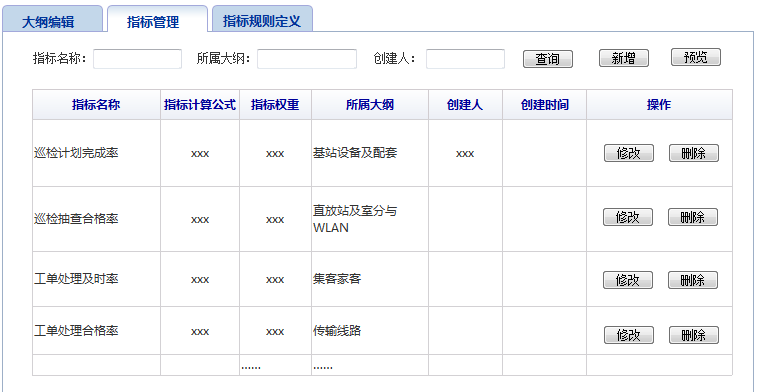 大纲编辑 指标管理 指标规则定义
指标名称： 所属大纲： 创建人： 查询 新增 预览
指标名称 指标计算公式 指标权重 所属大纲 创建人 创建时间 操作
巡检计划完成率 xxx xxx 基站设备及配套 xxx 修改 删除
巡检抽查合格率 xxx xxx 直放站及室分与
WLAN 修改 删除
工单处理及时率 xxx xxx 集客家客 修改 删除
工单处理合格率 xxx xxx 传输线路 修改 删除
...... ......